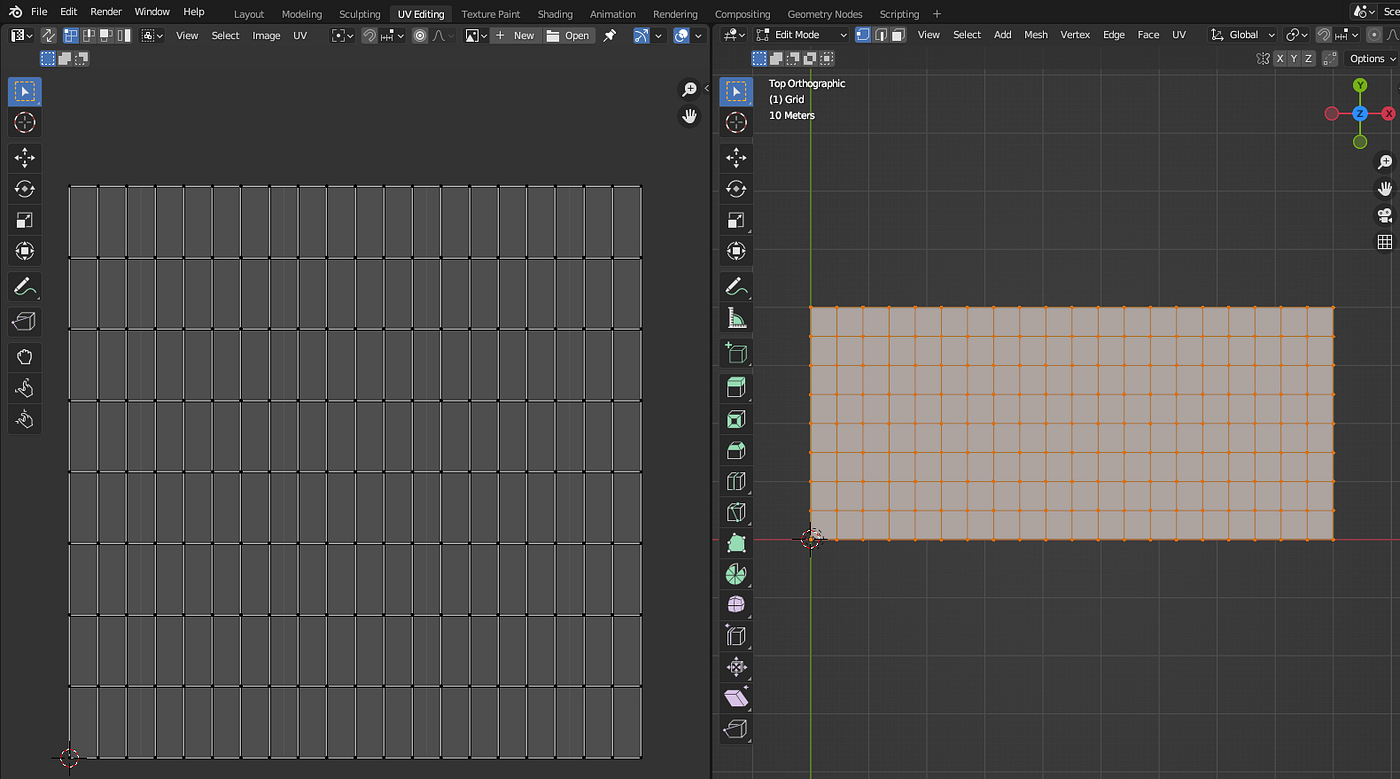 File Edit Render Window Help Layout Modeling Sculpting UV Editing Texture Paint Shading Animation Rendering Compositing Geometry Nodes Scripting + Sce
View Select Image UV New Open
Edit Mode View Select Add Mesh Vertex Edge Face UV Global
X Y Z Options
Top Orthographic
(1) Grid
10 Meters
Y
Z X